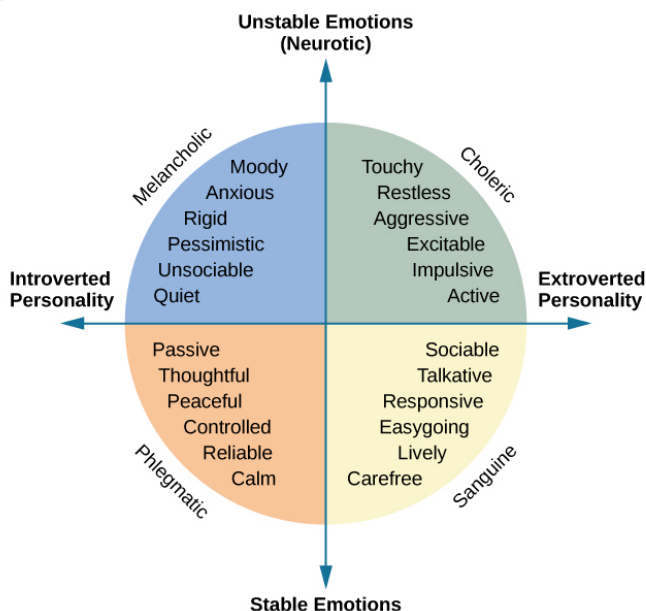 Unstable Emotions
(Neurotic)
Melancholic
Moody
Anxious
Rigid
Pessimistic
Unsociable
Quiet
Choleric
Touchy
Restless
Aggressive
Excitable
Impulsive
Active
Introverted
Personality
Extroverted
Personality
Passive
Thoughtful
Peaceful
Controlled
Reliable
Calm
Phlegmatic
Sociable
Talkative
Responsive
Easygoing
Lively
Carefree
Sanguine
Stable Emotions